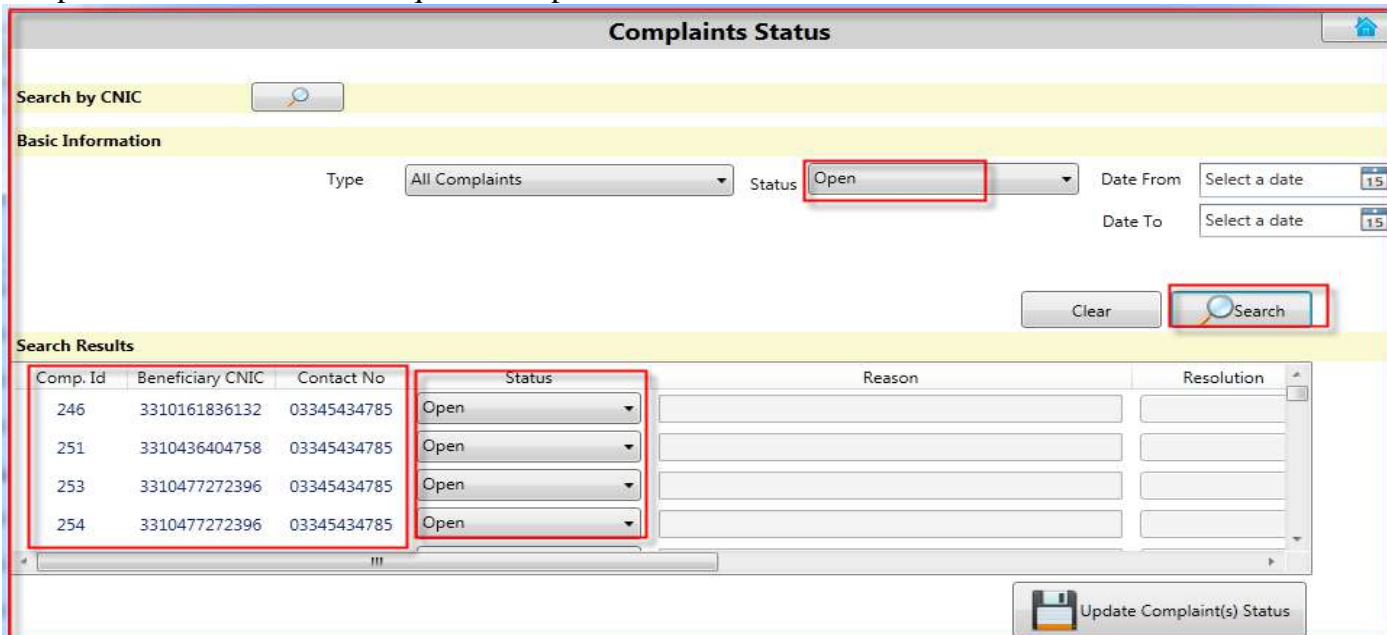 Complaints Status
Search by CNIC
Basic Information
Type All Complaints Status Open Date From Select a date 15
Date To Select a date 15
Clear Search
Search Results
Comp. Id Beneficiary CNIC Contact No Status Reason Resolution
246 3310161836132 03345434785 Open
251 3310436404758 03345434785 Open
253 3310477272396 03345434785 Open
254 3310477272396 03345434785 Open
Update Complaint(s) Status